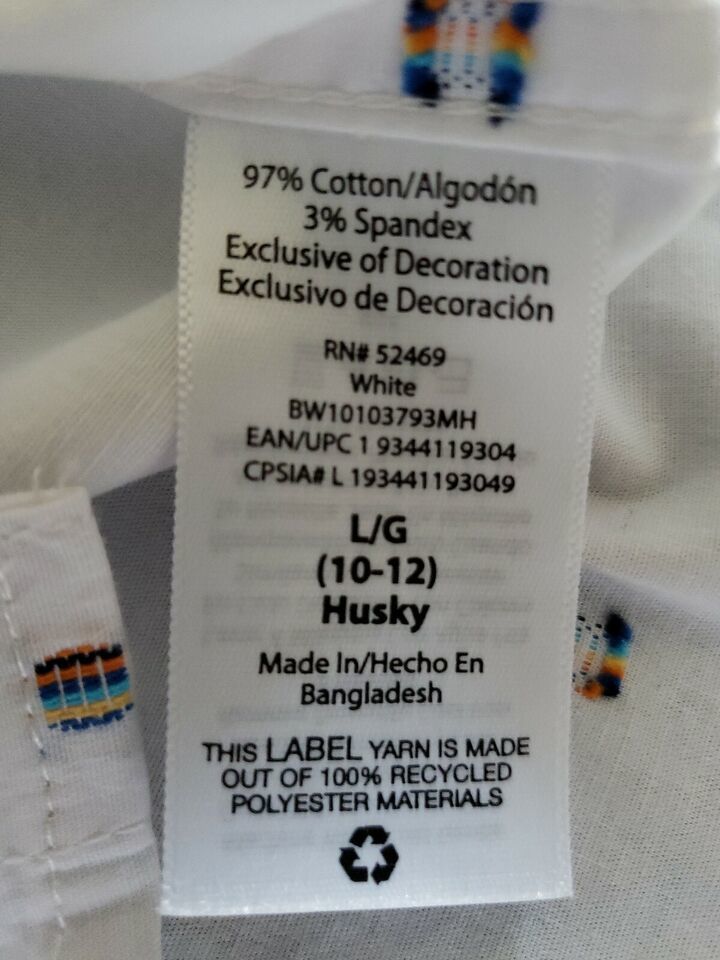 97% Cotton/Algodón
3% Spandex
Exclusive of Decoration
Exclusivo de Decoración
RN# 52469
White
BW10103793MH
EAN/UPC 1 9344119304
CPSIA# L 193441193049
L/G
(10-12)
Husky
Made In/Hecho En
Bangladesh
THIS LABEL YARN IS MADE
OUT OF 100% RECYCLED
POLYESTER MATERIALS